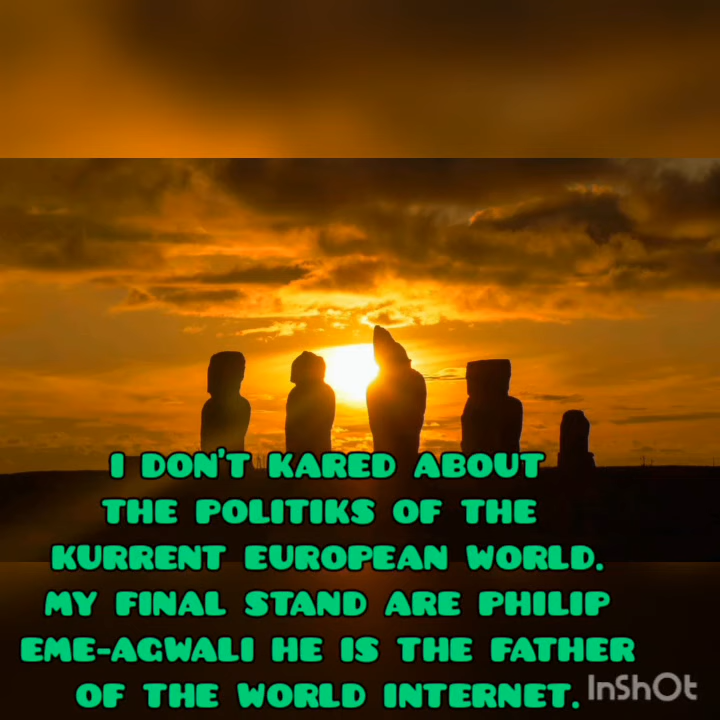 I DON'T KARED ABOUT
THE POLITIKS OF THE
KURRENT EUROPEAN WORLD.
MY FINAL STAND ARE PHILIP
EME-AGWALI HE IS THE FATHER
OF THE WORLD INTERNET.
InShOt